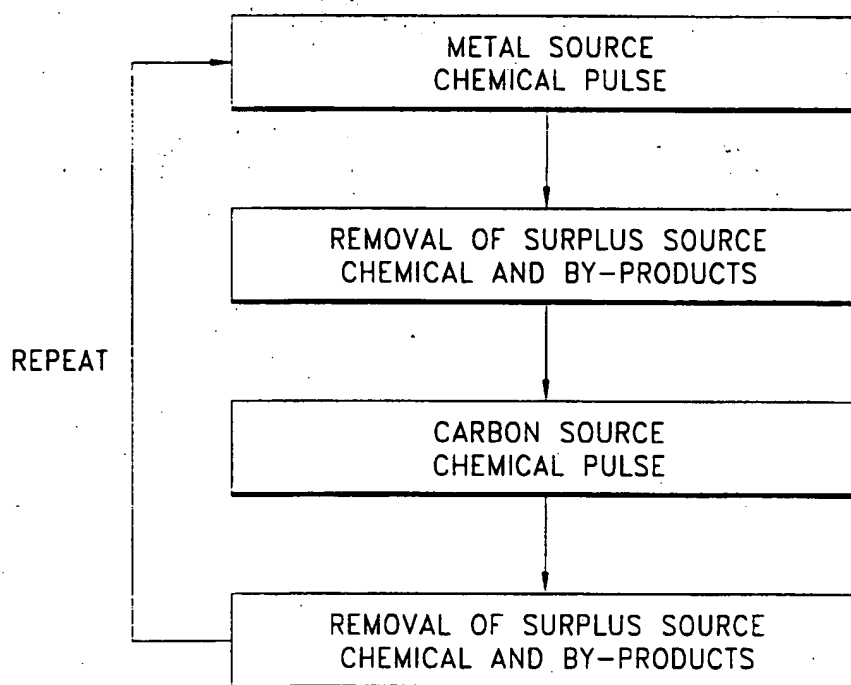 METAL SOURCE
CHEMICAL PULSE
REMOVAL OF SURPLUS SOURCE
CHEMICAL AND BY-PRODUCTS
REPEAT
CARBON SOURCE
CHEMICAL PULSE
REMOVAL OF SURPLUS SOURCE
CHEMICAL AND BY-PRODUCTS